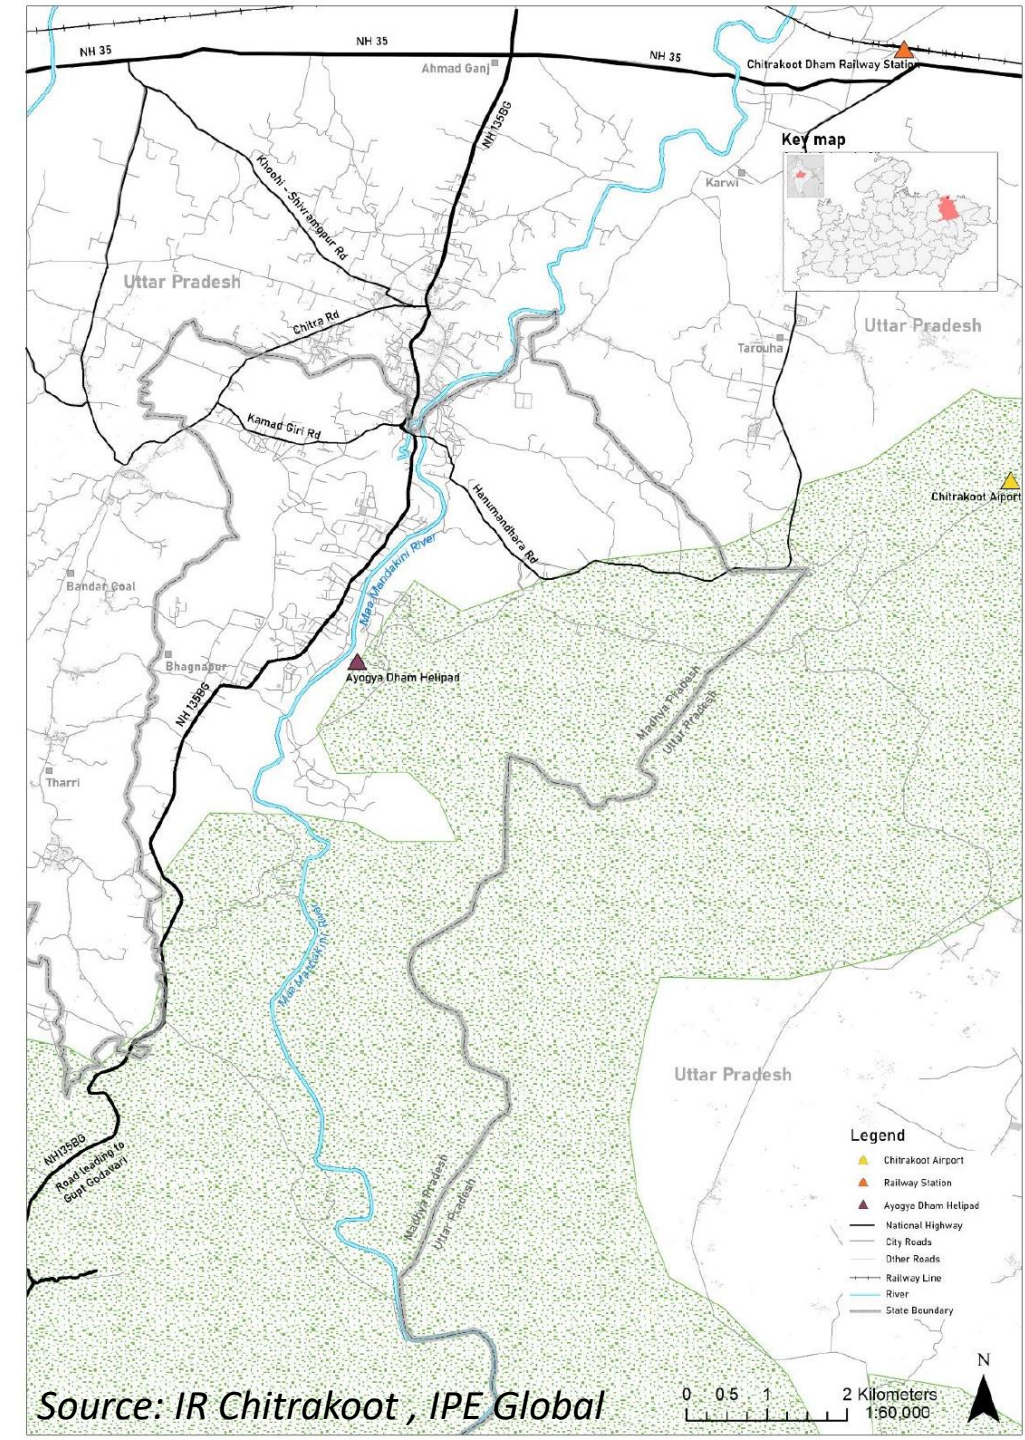 NH 35
NH 35
NH 35
Ahmad Ganj
Chitrakoot Dham Railway Station
NH 135BG
Key map
Karwi
Khoohi - Shivrampur Rd
Uttar Pradesh
Chitra Rd
Uttar Pradesh
Tarouha
Kamad Giri Rd
Hanumandhara Rd
Chitrakoot Aiport
Maa Mandakini River
Bandar Coal
Bhagnapur
Ayogya Dham Helipad
NH 135BG
Madhya Pradesh
Uttar Pradesh
Tharri
Maa Mandakini River
Uttar Pradesh
NH135BG
Road leading to
Gupt Godavari
Madhya Pradesh
Uttar Pradesh
Legend
Chitrakoot Airport
Railway Station
Ayogya Dham Helipad
National Highway
City Roads
Other Roads
Railway Line
River
State Boundary
N
0 0.5 1 2 Kilometers
1:60,000
Source: IR Chitrakoot , IPE Global